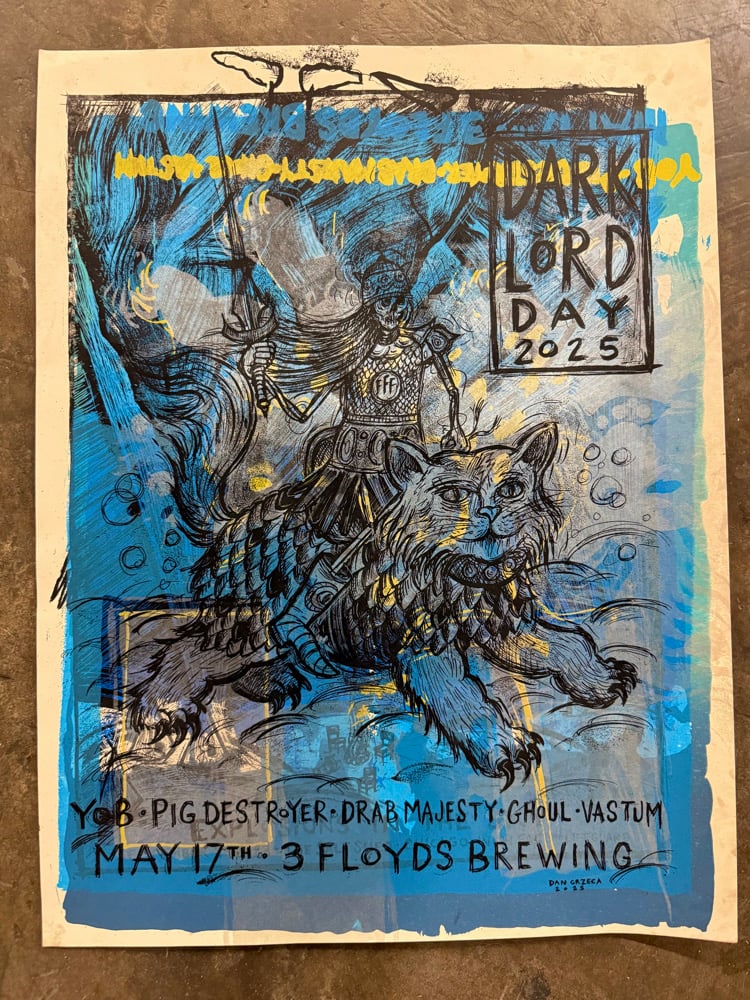 DARK
LORD
DAY
2025
FFF
YOB · PIG DESTROYER · DRAB MAJESTY · GHOUL · VASTUM
MAY 17TH · 3 FLOYDS BREWING
DAN GRZECA
2025